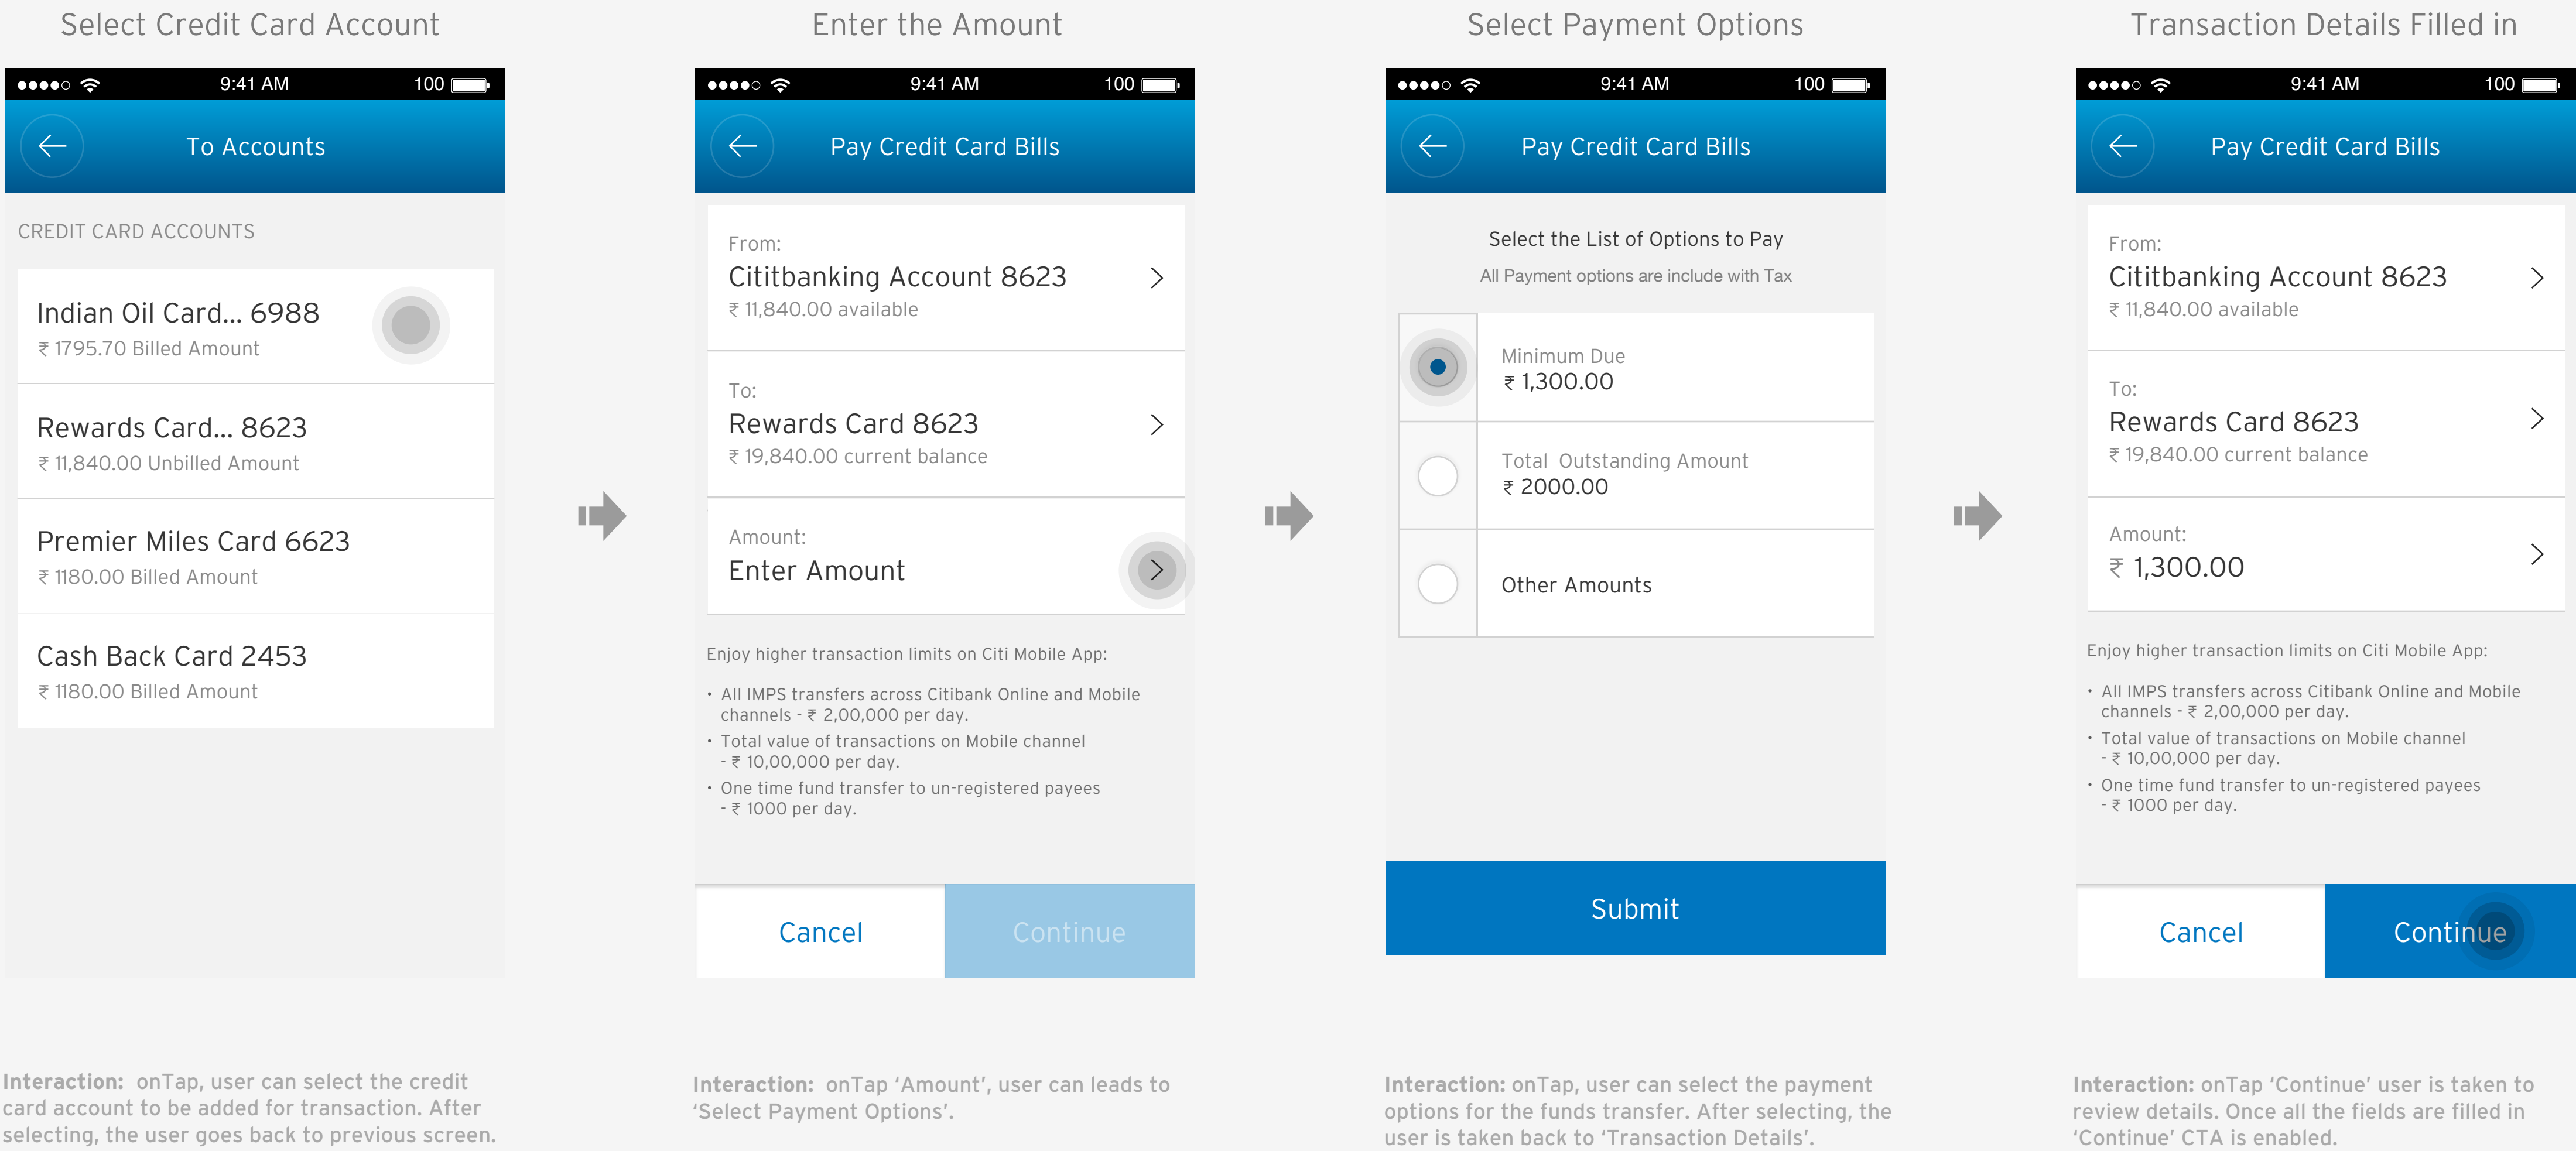 Select Credit Card Account
9:41 AM
100
To Accounts
CREDIT CARD ACCOUNTS
Indian Oil Card... 6988
₹ 1795.70 Billed Amount
Rewards Card... 8623
₹ 11,840.00 Unbilled Amount
Premier Miles Card 6623
₹ 1180.00 Billed Amount
Cash Back Card 2453
₹ 1180.00 Billed Amount
Interaction: onTap, user can select the credit
card account to be added for transaction. After
selecting, the user goes back to previous screen.
Enter the Amount
9:41 AM
100
Pay Credit Card Bills
From:
Cititbanking Account 8623
₹ 11,840.00 available
To:
Rewards Card 8623
₹ 19,840.00 current balance
Amount:
Enter Amount
Enjoy higher transaction limits on Citi Mobile App:
• All IMPS transfers across Citibank Online and Mobile
channels - ₹ 2,00,000 per day.
• Total value of transactions on Mobile channel
- ₹ 10,00,000 per day.
• One time fund transfer to un-registered payees
- ₹ 1000 per day.
Cancel
Continue
Interaction: onTap ‘Amount’, user can leads to
‘Select Payment Options’.
Select Payment Options
9:41 AM
100
Pay Credit Card Bills
Select the List of Options to Pay
All Payment options are include with Tax
Minimum Due
₹ 1,300.00
Total Outstanding Amount
₹ 2000.00
Other Amounts
Submit
Interaction: onTap, user can select the payment
options for the funds transfer. After selecting, the
user is taken back to ‘Transaction Details’.
Transaction Details Filled in
9:41 AM
100
Pay Credit Card Bills
From:
Cititbanking Account 8623
₹ 11,840.00 available
To:
Rewards Card 8623
₹ 19,840.00 current balance
Amount:
₹ 1,300.00
Enjoy higher transaction limits on Citi Mobile App:
• All IMPS transfers across Citibank Online and Mobile
channels - ₹ 2,00,000 per day.
• Total value of transactions on Mobile channel
- ₹ 10,00,000 per day.
• One time fund transfer to un-registered payees
- ₹ 1000 per day.
Cancel
Continue
Interaction: onTap ‘Continue’ user is taken to
review details. Once all the fields are filled in
‘Continue’ CTA is enabled.